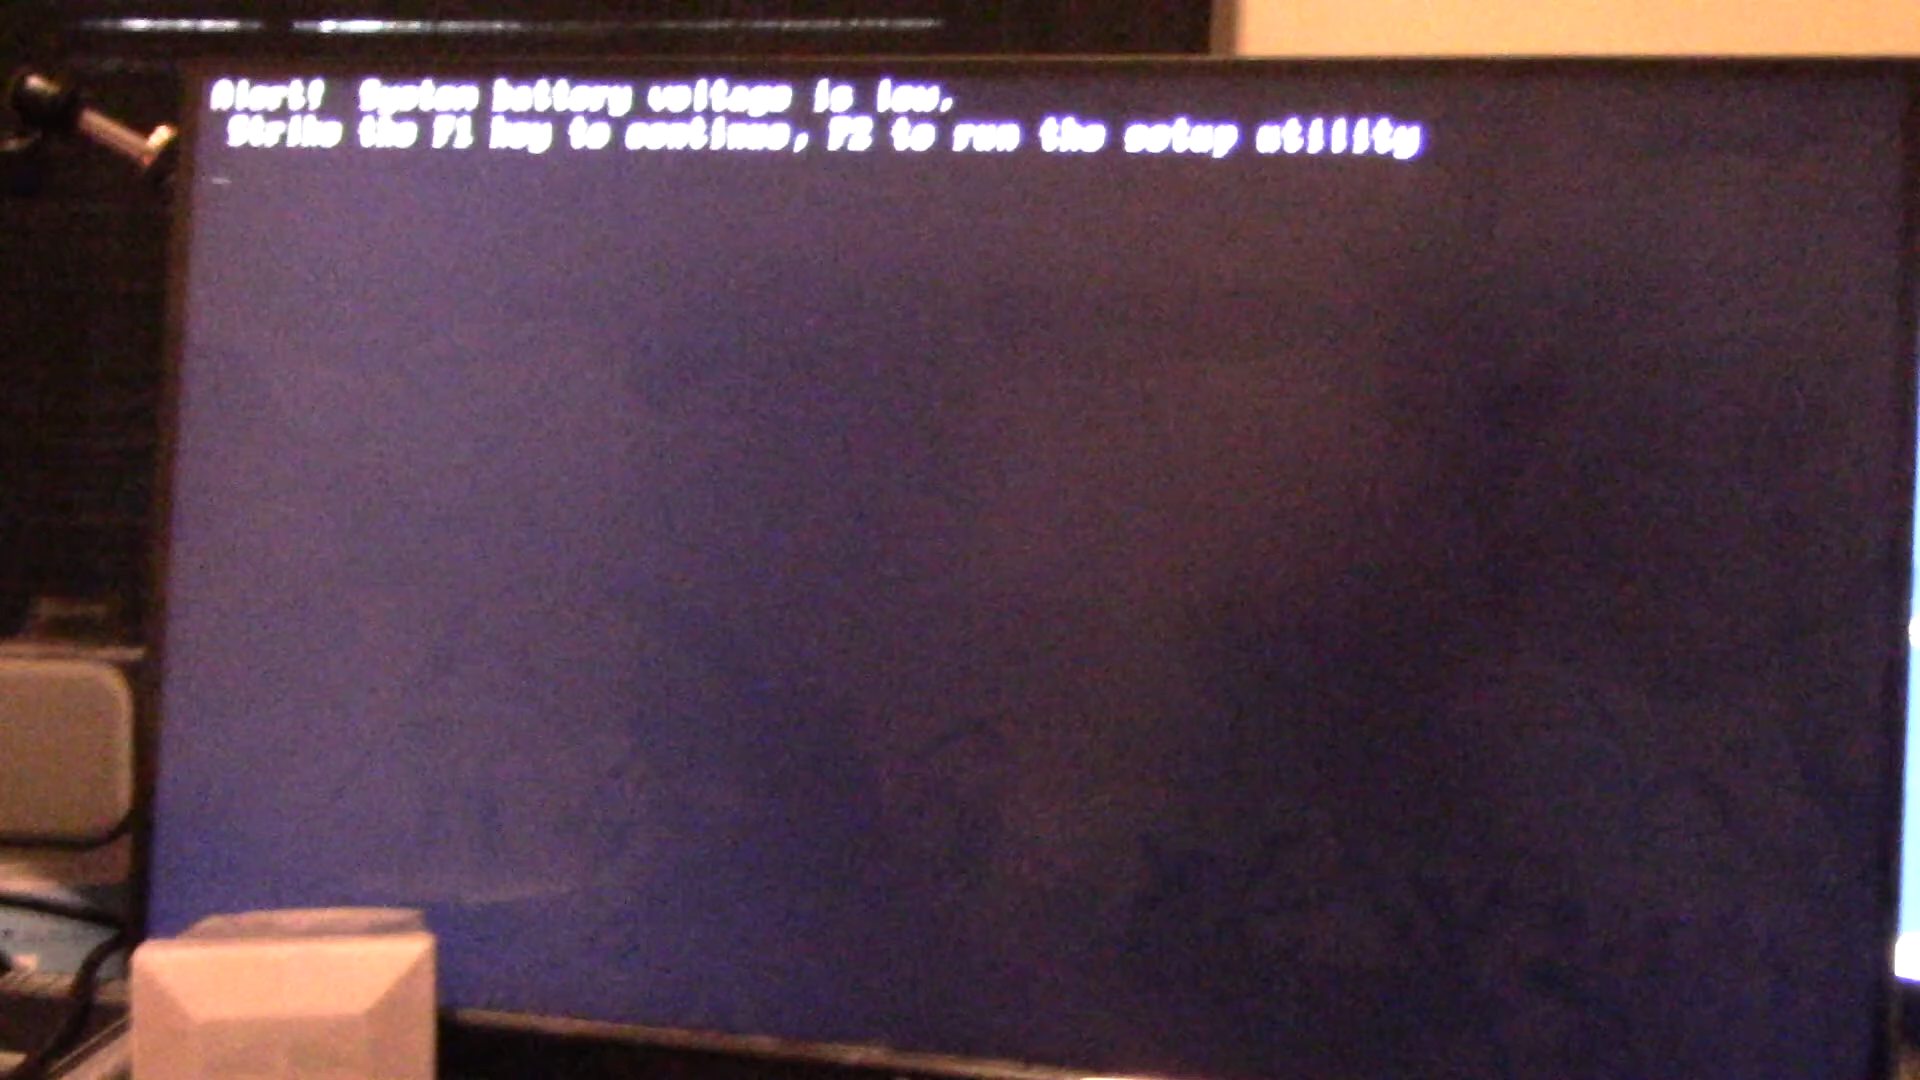 Alert!  System battery voltage is low.
Strike the F1 key to continue, F2 to run the setup utility